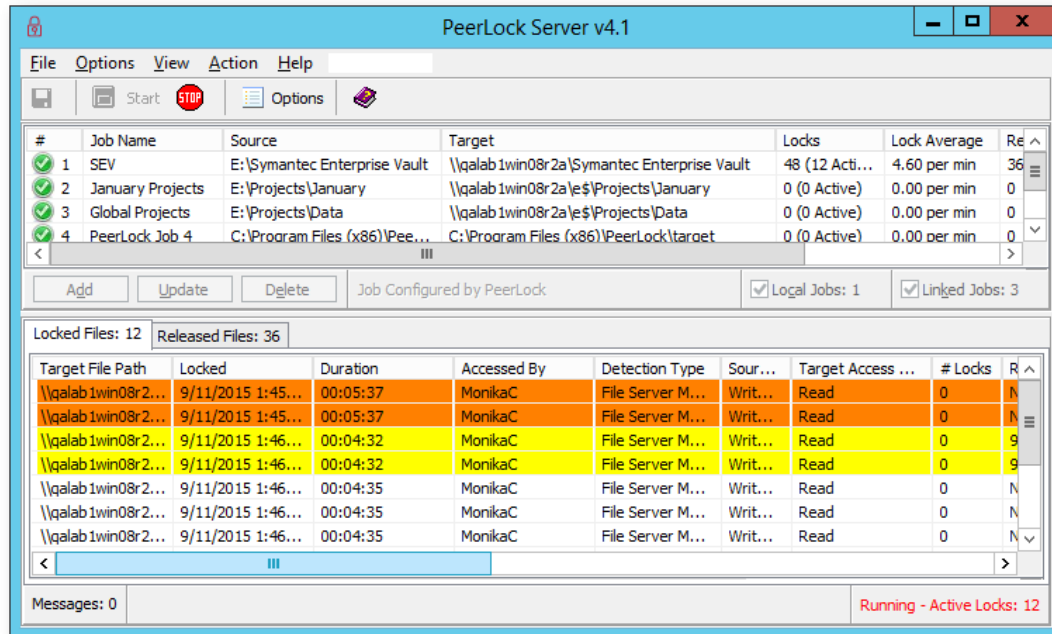 PeerLock Server v4.1
File Options View Action Help
Start STOP Options
# Job Name Source Target Locks Lock Average Re
1 SEV E:\Symantec Enterprise Vault \\qalab1win08r2a\Symantec Enterprise Vault 48 (12 Acti... 4.60 per min 36
2 January Projects E:\Projects\January \\qalab1win08r2a\e$\Projects\January 0 (0 Active) 0.00 per min 0
3 Global Projects E:\Projects\Data \\qalab1win08r2a\e$\Projects\Data 0 (0 Active) 0.00 per min 0
4 PeerLock Job 4 C:\Program Files (x86)\Pee... C:\Program Files (x86)\PeerLock\target 0 (0 Active) 0.00 per min 0
Add Update Delete Job Configured by PeerLock Local Jobs: 1 Linked Jobs: 3
Locked Files: 12 Released Files: 36
Target File Path Locked Duration Accessed By Detection Type Sour... Target Access ... # Locks R
\\qalab1win08r2... 9/11/2015 1:45... 00:05:37 MonikaC File Server M... Writ... Read 0 N
\\qalab1win08r2... 9/11/2015 1:45... 00:05:37 MonikaC File Server M... Writ... Read 0 N
\\qalab1win08r2... 9/11/2015 1:46... 00:04:32 MonikaC File Server M... Writ... Read 0 9
\\qalab1win08r2... 9/11/2015 1:46... 00:04:32 MonikaC File Server M... Writ... Read 0 9
\\qalab1win08r2... 9/11/2015 1:46... 00:04:35 MonikaC File Server M... Writ... Read 0 N
\\qalab1win08r2... 9/11/2015 1:46... 00:04:35 MonikaC File Server M... Writ... Read 0 N
\\qalab1win08r2... 9/11/2015 1:46... 00:04:35 MonikaC File Server M... Writ... Read 0 N
Messages: 0 Running - Active Locks: 12